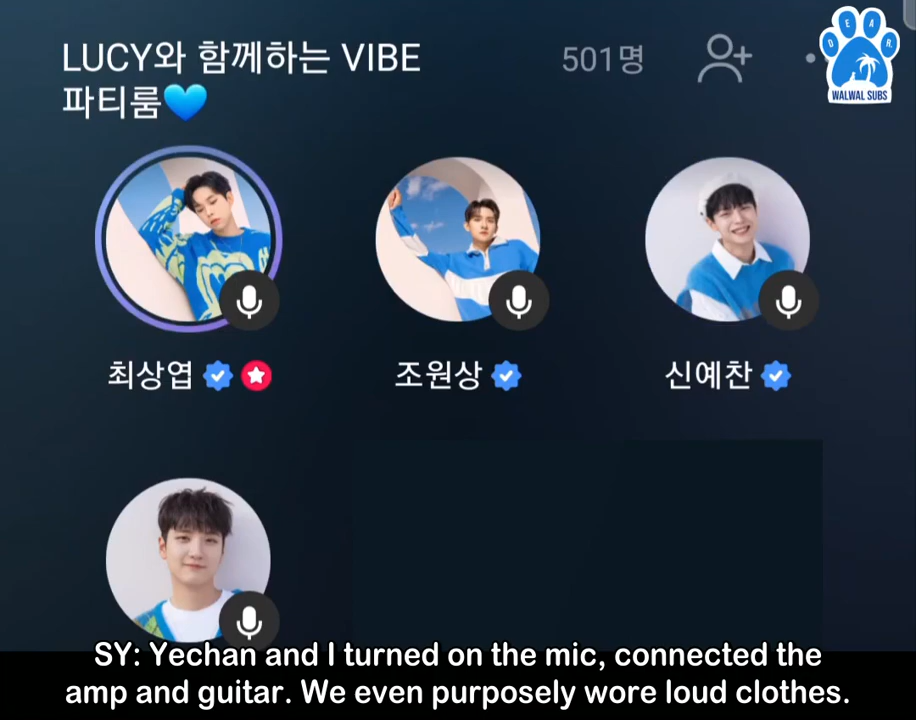 LUCY와 함께하는 VIBE
파티룸💙
501명
DEAR.
WALWAL SUBS
최상엽
조원상
신예찬
SY: Yechan and I turned on the mic, connected the
amp and guitar. We even purposely wore loud clothes.